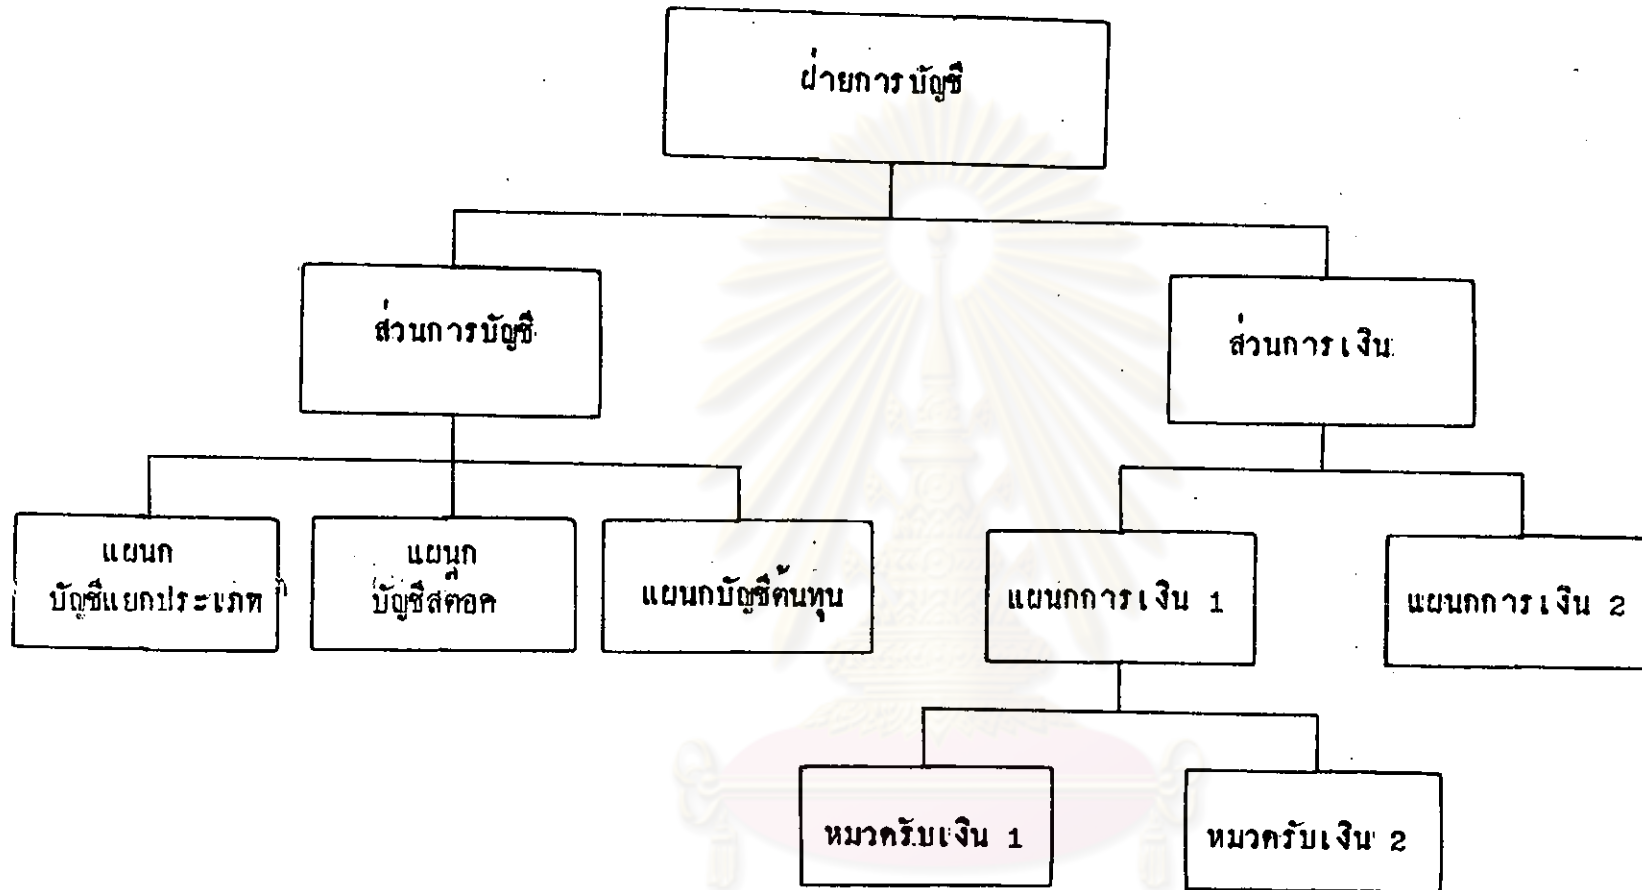 ฝ่ายการบัญชี
ส่วนการบัญชี
ส่วนการเงิน
แผนก
บัญชีแยกประเภท
แผนก
บัญชีสต๊อค
แผนกบัญชีต้นทุน
แผนกการเงิน 1
แผนกการเงิน 2
หมวดรับเงิน 1
หมวดรับเงิน 2